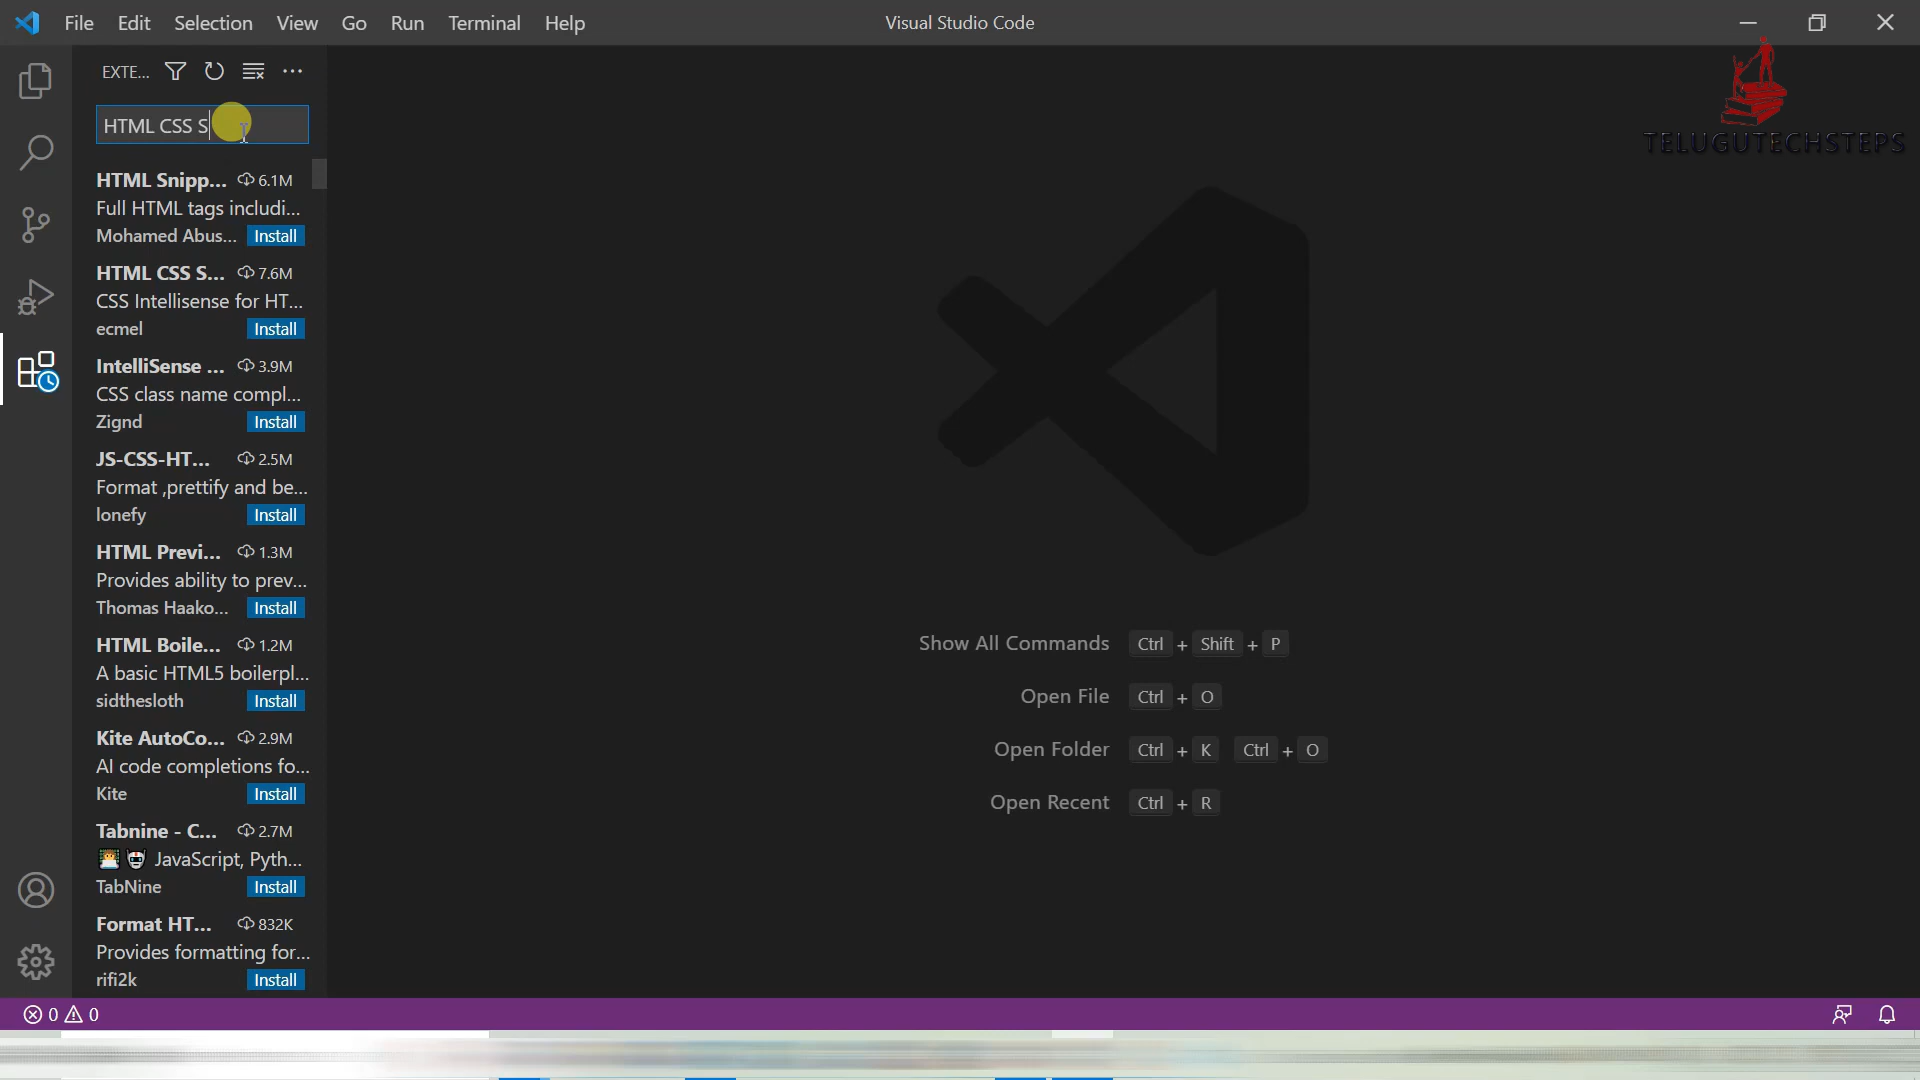 File Edit Selection View Go Run Terminal Help
Visual Studio Code
EXTE...
HTML CSS S
HTML Snipp... 6.1M
Full HTML tags includi...
Mohamed Abus... Install
HTML CSS S... 7.6M
CSS Intellisense for HT...
ecmel Install
IntelliSense ... 3.9M
CSS class name compl...
Zignd Install
JS-CSS-HT... 2.5M
Format ,prettify and be...
lonefy Install
HTML Previ... 1.3M
Provides ability to prev...
Thomas Haako... Install
HTML Boile... 1.2M
A basic HTML5 boilerpl...
sidthesloth Install
Kite AutoCo... 2.9M
AI code completions fo...
Kite Install
Tabnine - C... 2.7M
JavaScript, Pyth...
TabNine Install
Format HT... 832K
Provides formatting for...
rifi2k Install
TELUGUTECHSTEPS
Show All Commands Ctrl + Shift + P
Open File Ctrl + O
Open Folder Ctrl + K Ctrl + O
Open Recent Ctrl + R
0 0